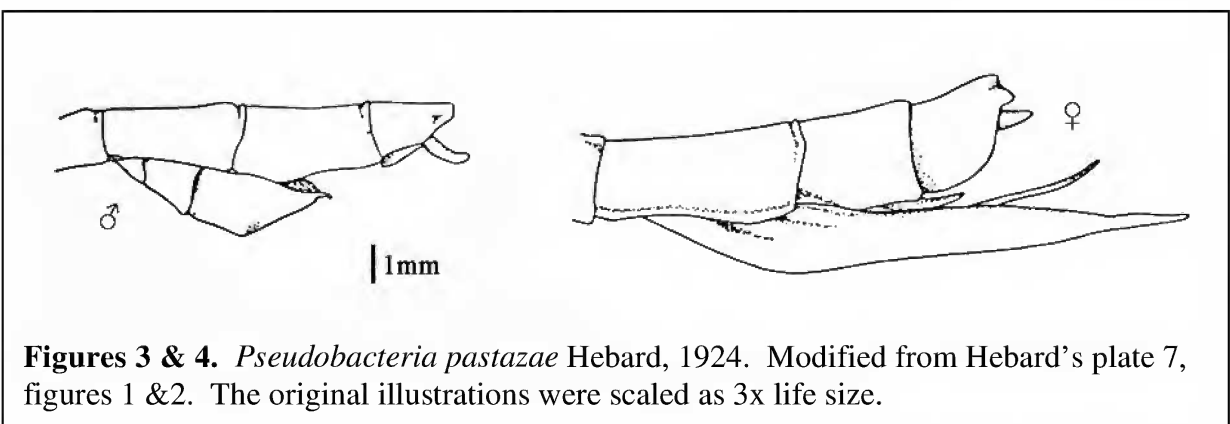 ♂
♀
1mm
Figures 3 & 4. Pseudobacteria pastazae Hebard, 1924. Modified from Hebard's plate 7,
figures 1 &2. The original illustrations were scaled as 3x life size.